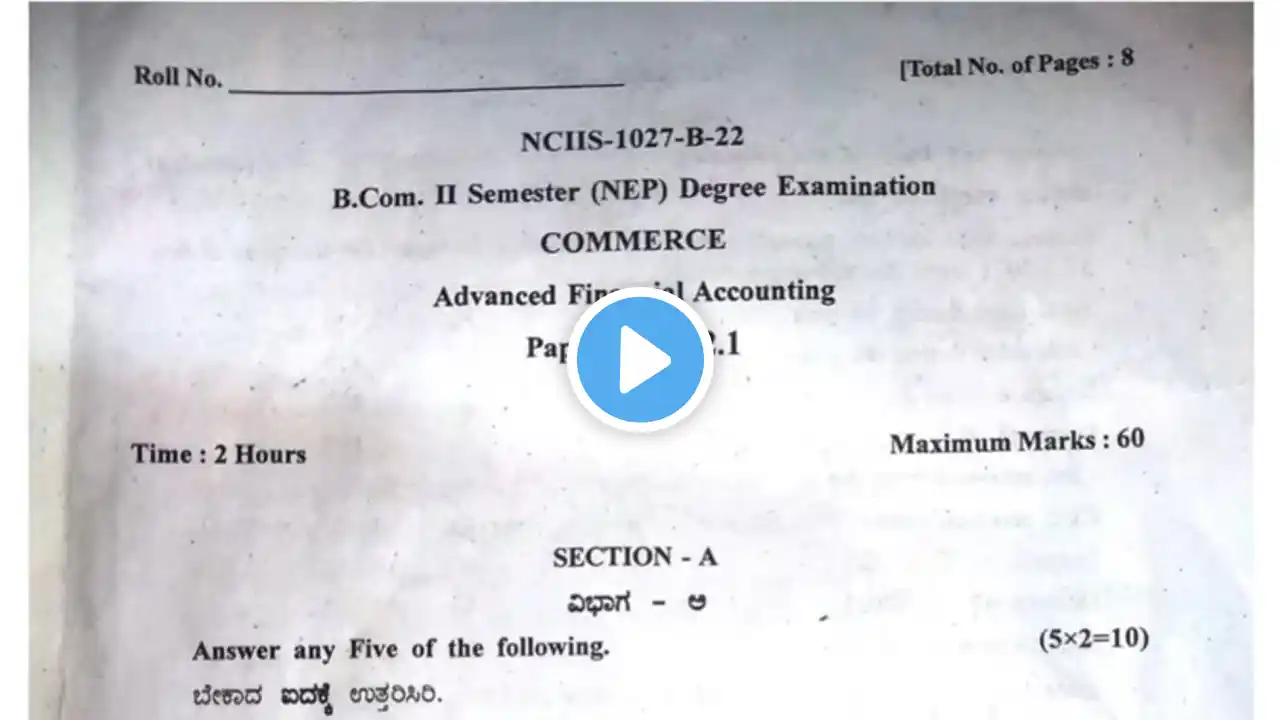 Roll No.
[Total No. of Pages : 8
NCIIS-1027-B-22
B.Com. II Semester (NEP) Degree Examination
COMMERCE
Advanced Accounting
Time : 2 Hours
Maximum Marks : 60
SECTION - A
ವಿಭಾಗ - ಅ
Answer any Five of the following.
(5×2=10)
ಬೇಕಾದ ಐದಕ್ಕೆ ಉತ್ತರಿಸಿರಿ.